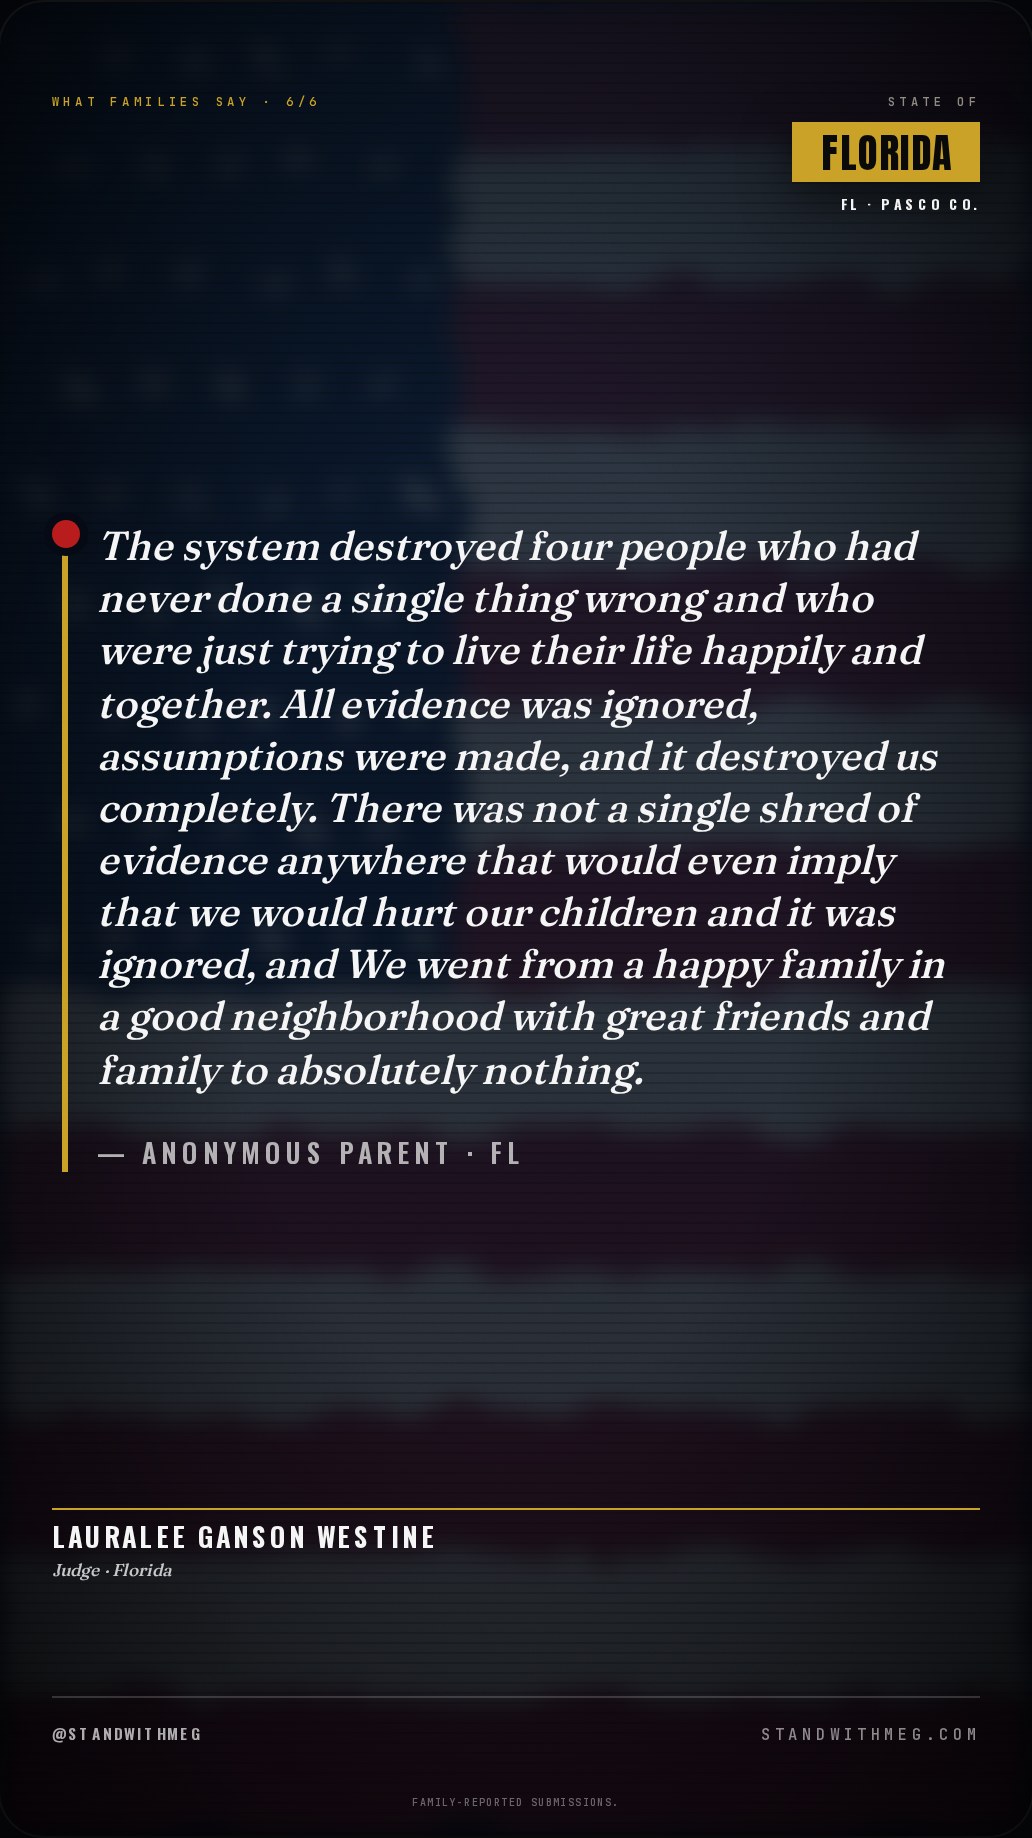 WHAT FAMILIES SAY · 6/6
STATE OF
FLORIDA
FL · PASCO CO.
The system destroyed four people who had
never done a single thing wrong and who
were just trying to live their life happily and
together. All evidence was ignored,
assumptions were made, and it destroyed us
completely. There was not a single shred of
evidence anywhere that would even imply
that we would hurt our children and it was
ignored, and We went from a happy family in
a good neighborhood with great friends and
family to absolutely nothing.
— ANONYMOUS PARENT · FL
LAURALEE GANSON WESTINE
Judge · Florida
@STANDWITHMEG
STANDWITHMEG.COM
FAMILY-REPORTED SUBMISSIONS.